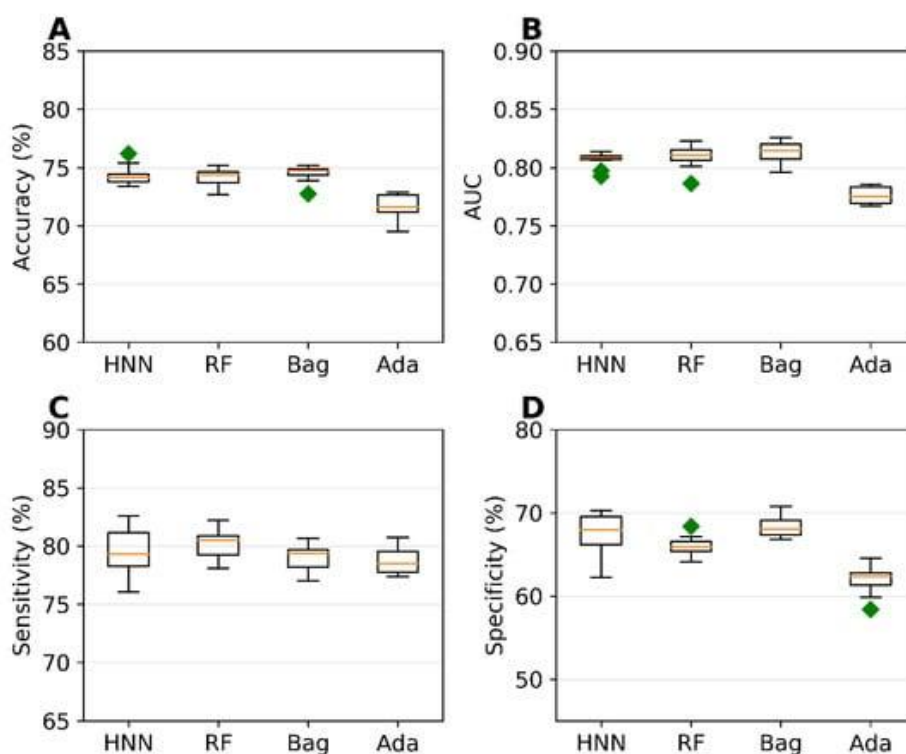 A
Accuracy (%)
85
80
75
70
65
60
HNN RF Bag Ada
B
AUC
0.90
0.85
0.80
0.75
0.70
0.65
HNN RF Bag Ada
C
Sensitivity (%)
90
85
80
75
70
65
HNN RF Bag Ada
D
Specificity (%)
80
70
60
50
HNN RF Bag Ada